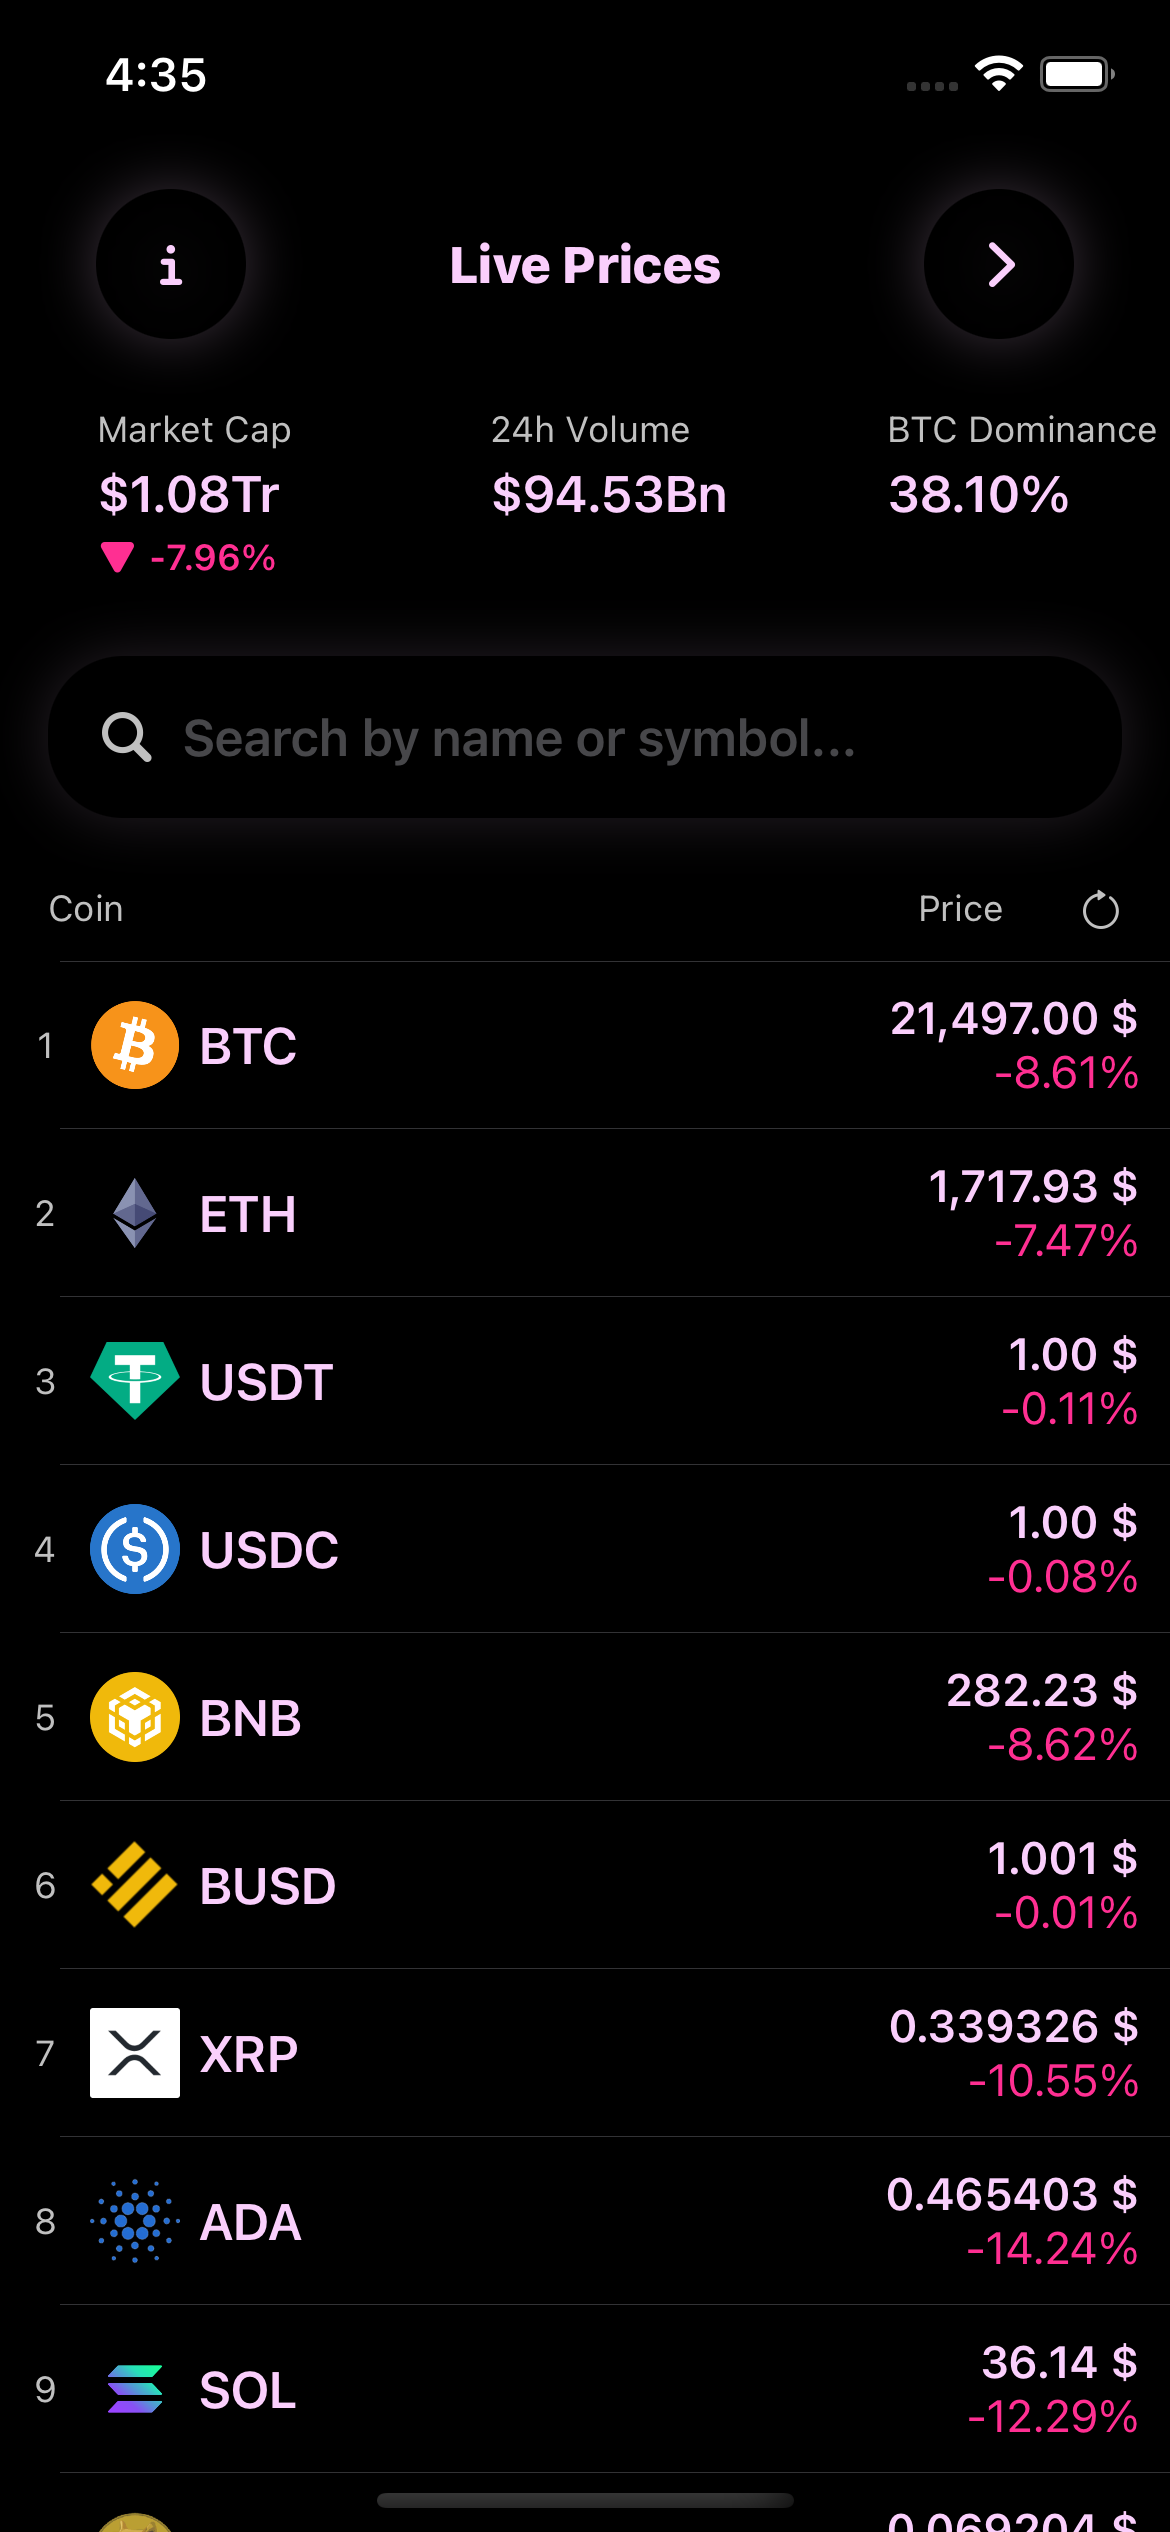 4:35
i
Live Prices
Market Cap
24h Volume
BTC Dominance
$1.08Tr
$94.53Bn
38.10%
-7.96%
Search by name or symbol...
Coin
Price
1
BTC
21,497.00 $
-8.61%
2
ETH
1,717.93 $
-7.47%
3
USDT
1.00 $
-0.11%
4
USDC
1.00 $
-0.08%
5
BNB
282.23 $
-8.62%
6
BUSD
1.001 $
-0.01%
7
XRP
0.339326 $
-10.55%
8
ADA
0.465403 $
-14.24%
9
SOL
36.14 $
-12.29%
0.069204 $